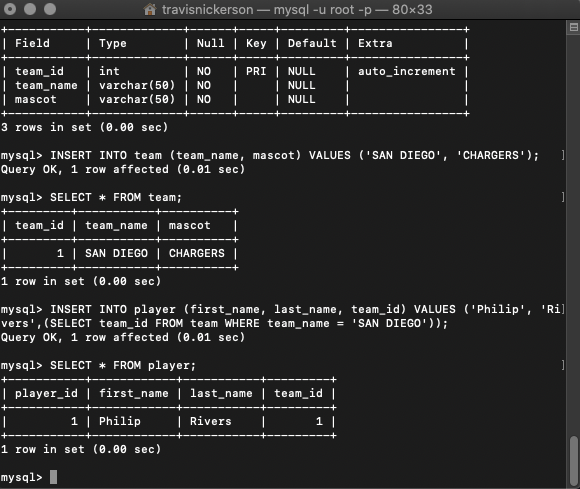 travisnickerson — mysql -u root -p — 80×33
+-----------+-------------+------+-----+---------+----------------+
| Field     | Type        | Null | Key | Default | Extra          |
+-----------+-------------+------+-----+---------+----------------+
| team_id   | int         | NO   | PRI | NULL    | auto_increment |
| team_name | varchar(50) | NO   |     | NULL    |                |
| mascot    | varchar(50) | NO   |     | NULL    |                |
+-----------+-------------+------+-----+---------+----------------+
3 rows in set (0.00 sec)
mysql> INSERT INTO team (team_name, mascot) VALUES ('SAN DIEGO', 'CHARGERS');   ]
Query OK, 1 row affected (0.01 sec)
mysql> SELECT * FROM team;   ]
+---------+-----------+----------+
| team_id | team_name | mascot   |
+---------+-----------+----------+
|       1 | SAN DIEGO | CHARGERS |
+---------+-----------+----------+
1 row in set (0.00 sec)
mysql> INSERT INTO player (first_name, last_name, team_id) VALUES ('Philip', 'Ri]
vers',(SELECT team_id FROM team WHERE team_name = 'SAN DIEGO'));
Query OK, 1 row affected (0.01 sec)
mysql> SELECT * FROM player;   ]
+-----------+------------+-----------+---------+
| player_id | first_name | last_name | team_id |
+-----------+------------+-----------+---------+
|         1 | Philip     | Rivers    |       1 |
+-----------+------------+-----------+---------+
1 row in set (0.00 sec)
mysql>